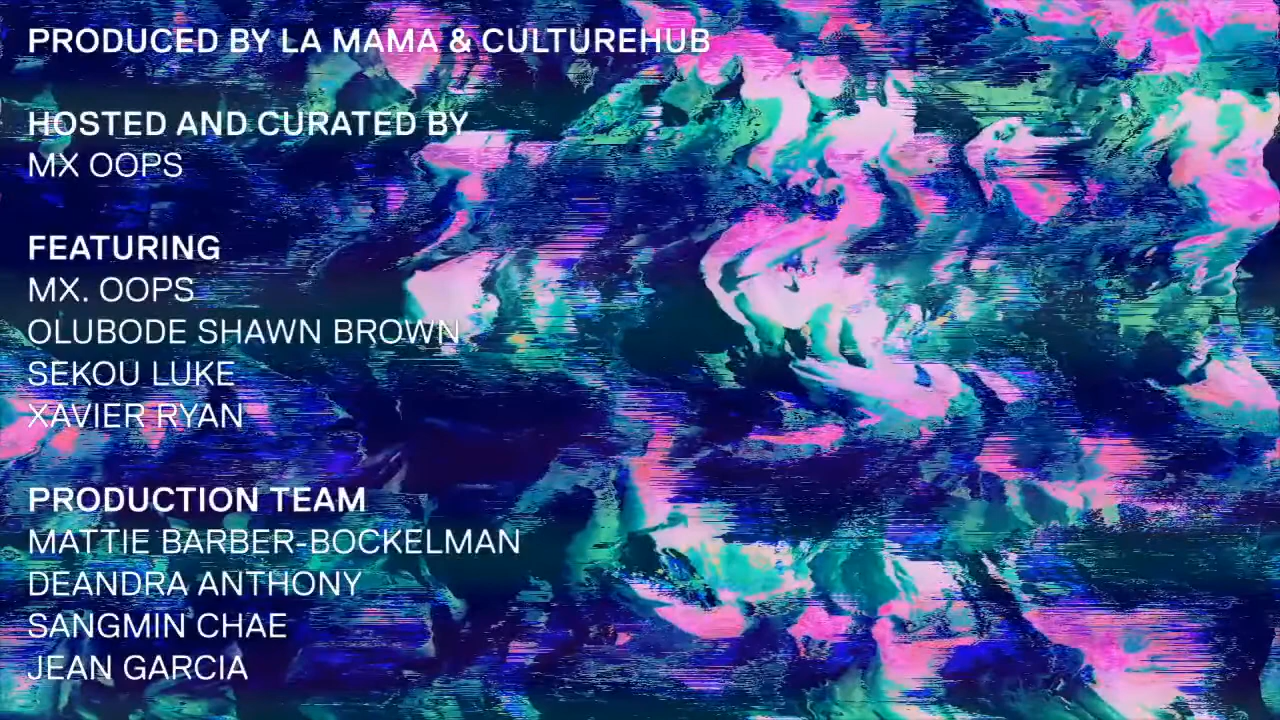 PRODUCED BY LA MAMA & CULTUREHUB
HOSTED AND CURATED BY
MX OOPS
FEATURING
MX. OOPS
OLUBODE SHAWN BROWN
SEKOU LUKE
XAVIER RYAN
PRODUCTION TEAM
MATTIE BARBER-BOCKELMAN
DEANDRA ANTHONY
SANGMIN CHAE
JEAN GARCIA